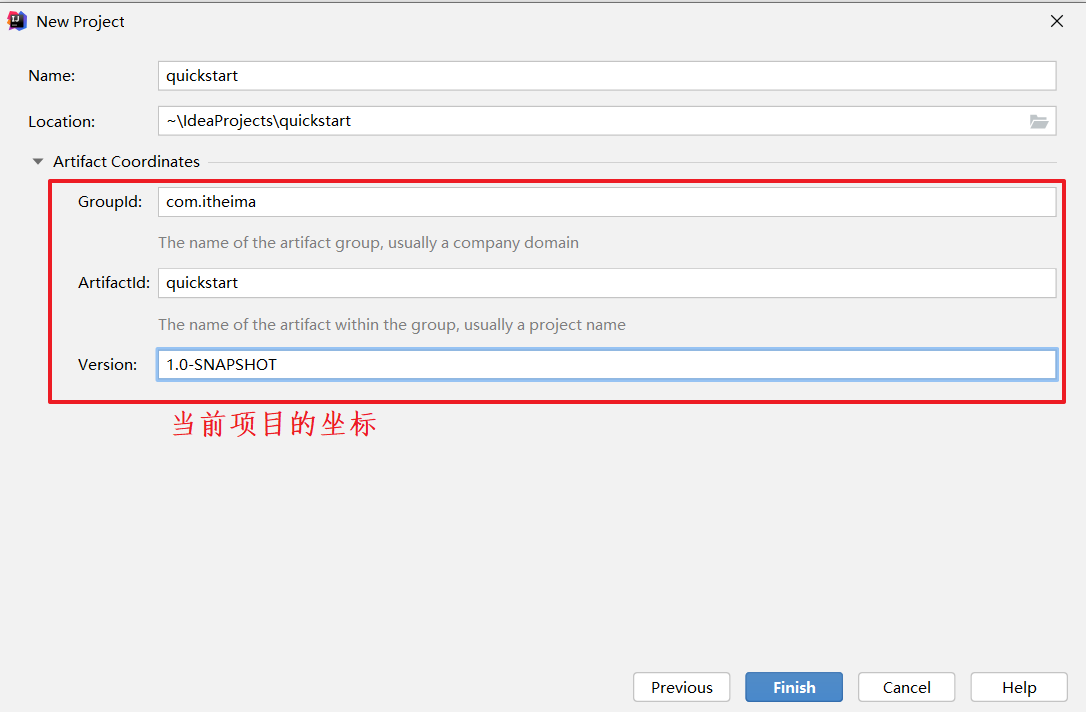 New Project
Name: quickstart
Location: ~\IdeaProjects\quickstart
Artifact Coordinates
GroupId: com.itheima
The name of the artifact group, usually a company domain
ArtifactId: quickstart
The name of the artifact within the group, usually a project name
Version: 1.0-SNAPSHOT
当前项目的坐标
Previous Finish Cancel Help